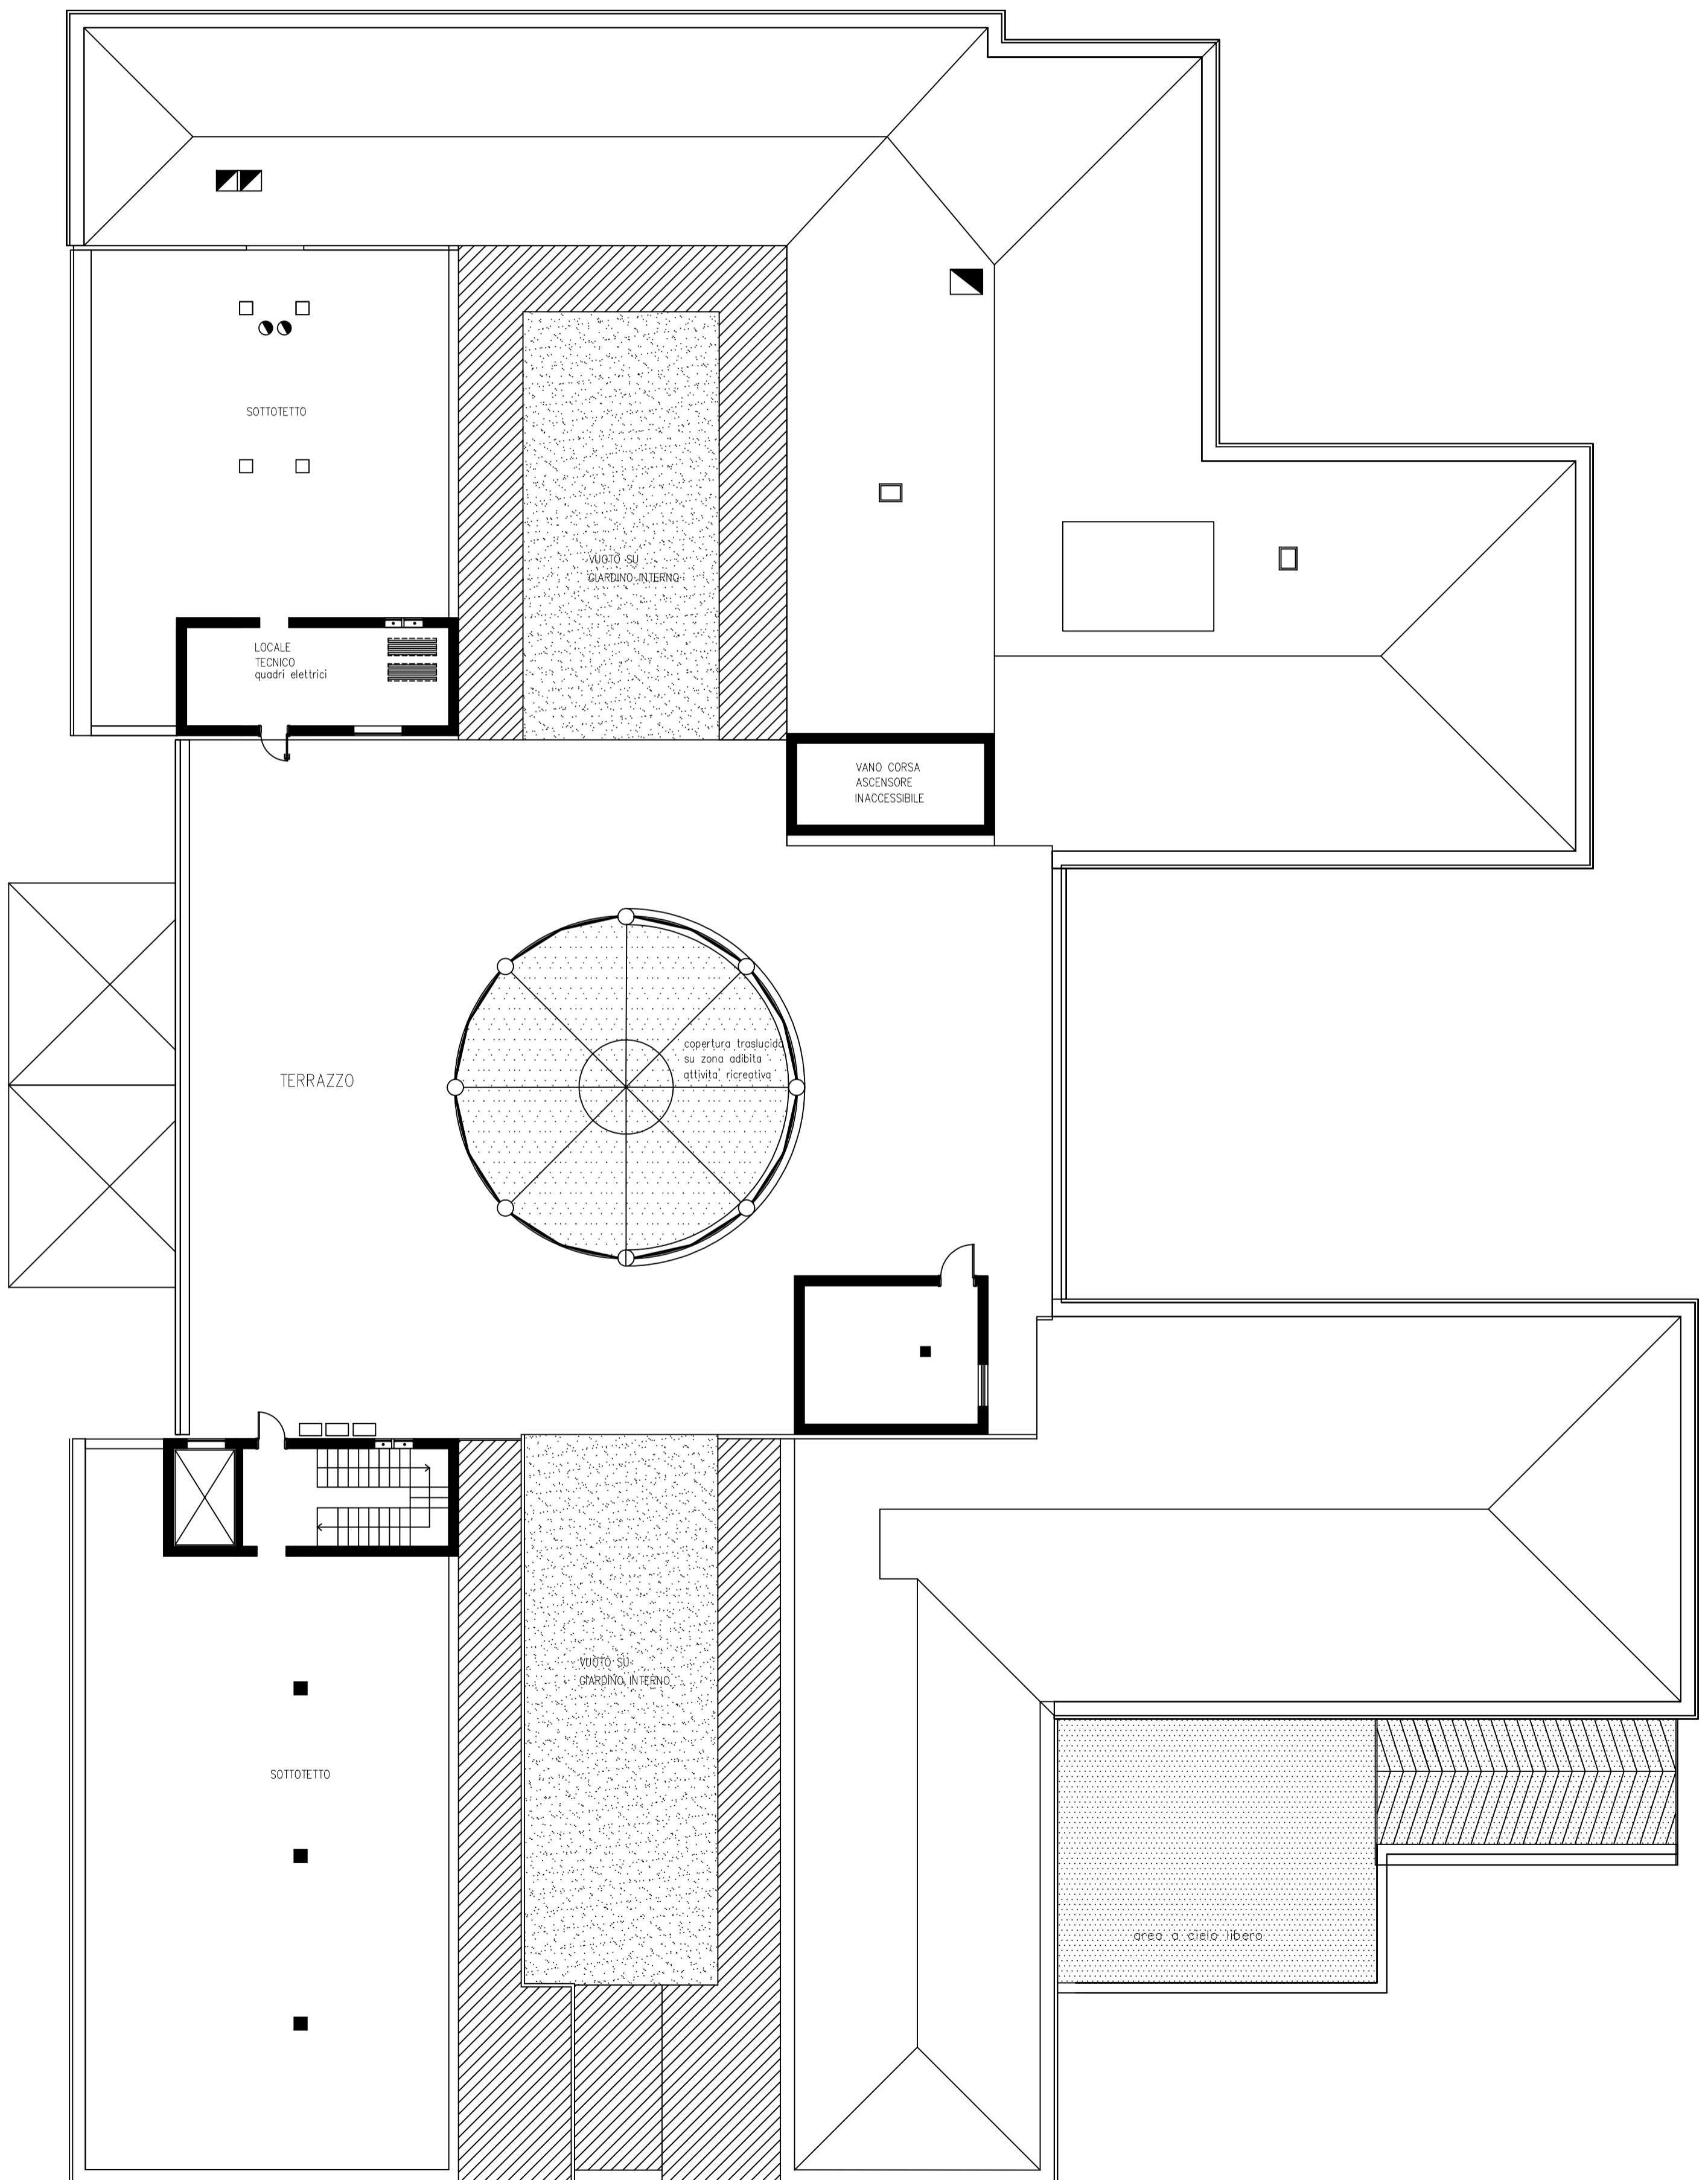 SOTTOTETTO
VUOTO SU
GIARDINO INTERNO
LOCALE
TECNICO
quadri elettrici
VANO CORSA
ASCENSORE
INACCESSIBILE
copertura traslucida
su zona adibita
attivita' ricreativa
TERRAZZO
VUOTO SU
GIARDINO INTERNO
SOTTOTETTO
area a cielo libero